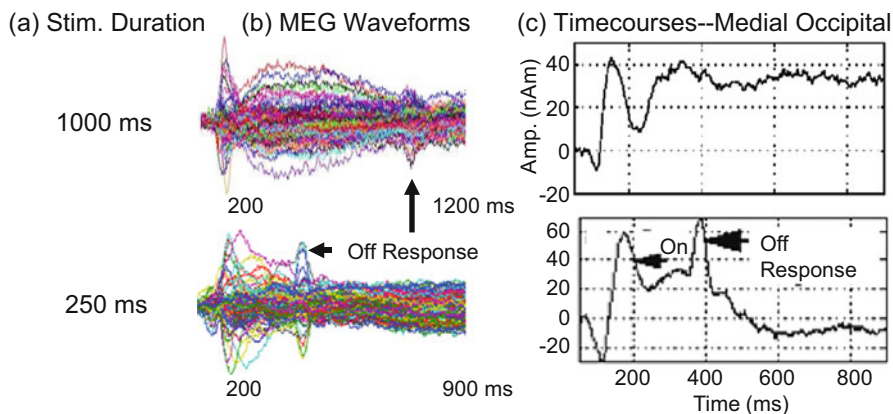 (a) Stim. Duration (b) MEG Waveforms (c) Timecourses--Medial Occipital
1000 ms
200
1200 ms
Off Response
250 ms
200
900 ms
Amp. (nAm)
40
20
0
-20
60
40
20
0
-20
On
Off
Response
200 400 600 800
Time (ms)